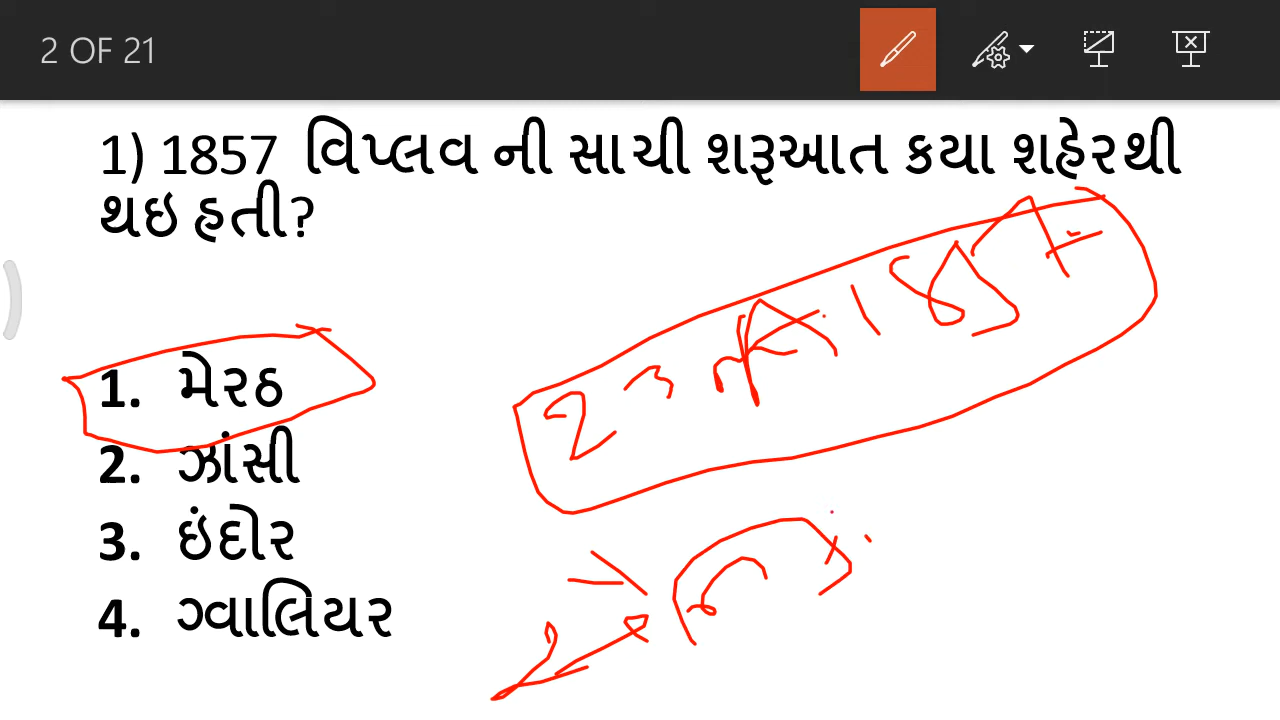 2 OF 21
1) 1857 વિપ્લવ ની સાચી શરૂઆત કયા શહેરથી
થઇ હતી?
1. મેરઠ
2. ઝાંસી
3. ઇંદોર
4. ગ્વાલિયર